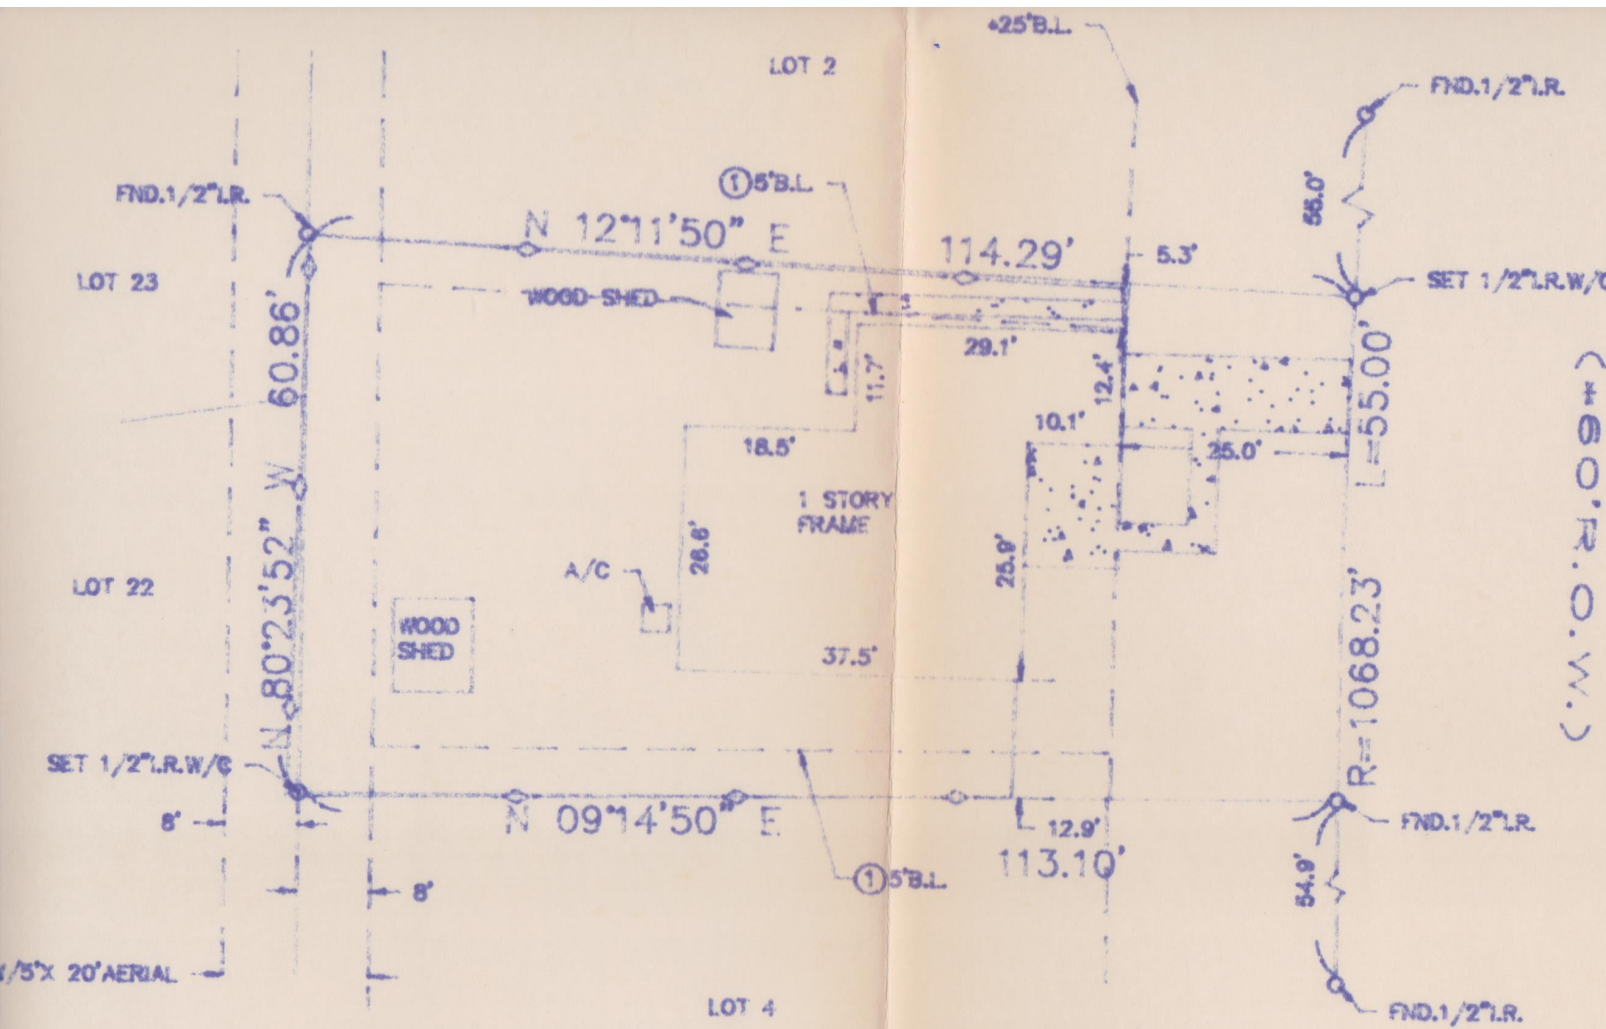 *25'B.L.
LOT 2
FND.1/2"I.R.
①5'B.L.
FND.1/2"I.R.
55.0'
N 12°11'50" E
114.29'
5.3'
LOT 23
WOOD SHED
SET 1/2"I.R.W/C
60.86'
29.1'
11.7'
12.4'
L=55.00'
10.1'
18.5'
25.0'
(*60'R.O.W.)
1 STORY
FRAME
26.6'
25.9'
A/C
LOT 22
N 80°23'52" W
WOOD
SHED
37.5'
R=1068.23'
SET 1/2"I.R.W/C
8'
N 09°14'50" E
12.9'
FND.1/2"I.R.
113.10'
①5'B.L.
8'
54.9'
/5'X 20'AERIAL
LOT 4
FND.1/2"I.R.